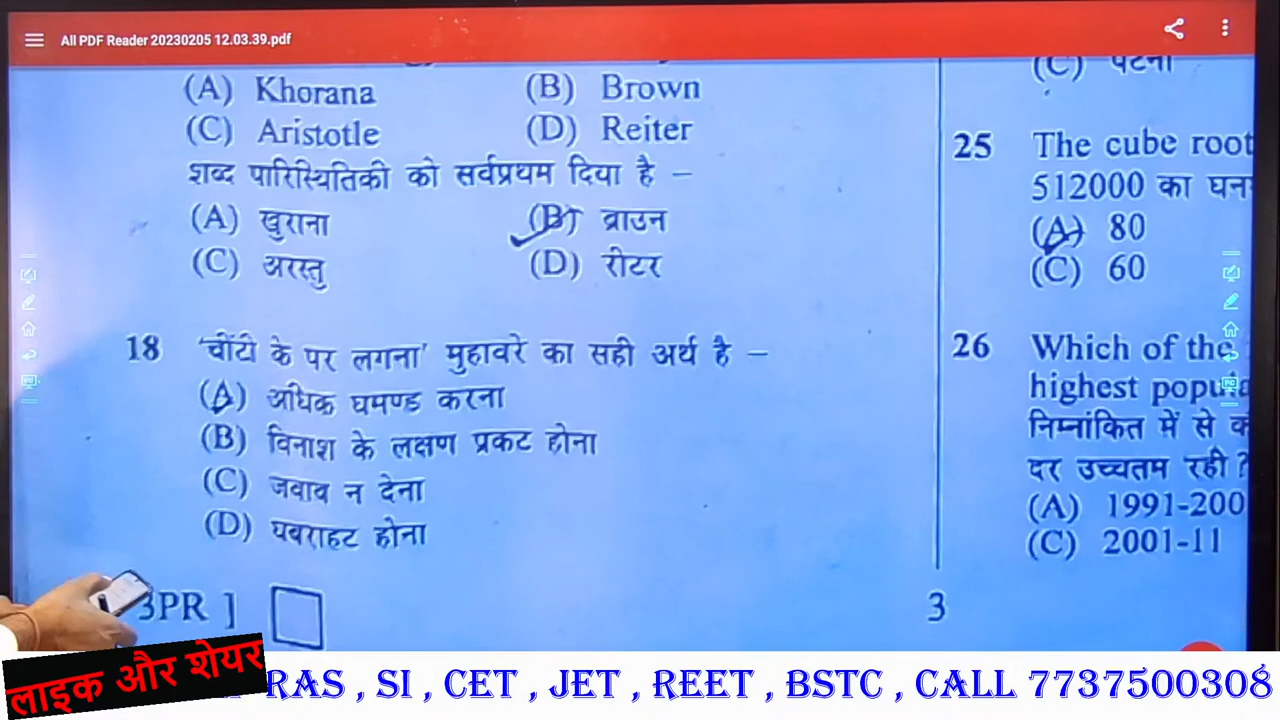 All PDF Reader 20230205 12.03.39.pdf
(A) Khorana (B) Brown
(C) Aristotle (D) Reiter
शब्द पारिस्थितिकी को सर्वप्रथम दिया है –
(A) खुराना (B) ब्राउन
(C) अरस्तु (D) रीटर
18 'चींटी के पर लगना' मुहावरे का सही अर्थ है –
(A) अधिक घमण्ड करना
(B) विनाश के लक्षण प्रकट होना
(C) जवाब न देना
(D) घबराहट होना
3PR ]
3
(C) पटना
25 The cube root
512000 का घन
(A) 80
(C) 60
26 Which of the
highest popula
निम्नांकित में से क
दर उच्चतम रही ?
(A) 1991-200
(C) 2001-11
लाइक और शेयर
RAS , SI , CET , JET , REET , BSTC , CALL 7737500308